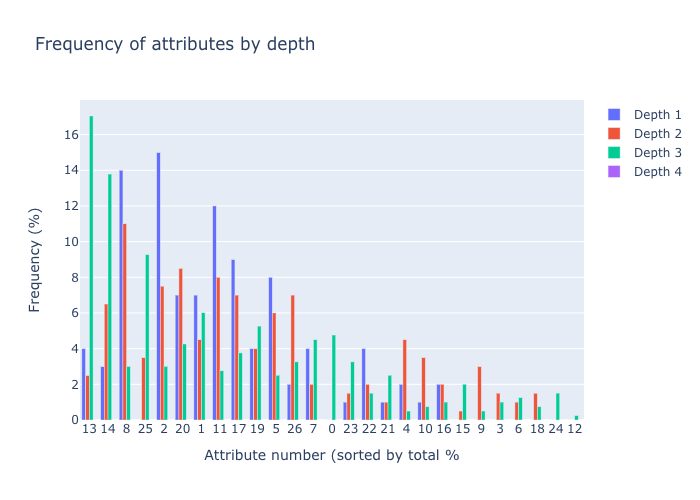 Frequency of attributes by depth
Depth 1
Depth 2
Depth 3
Depth 4
Frequency (%)
16
14
12
10
8
6
4
2
0
13 14 8 25 2 20 1 11 17 19 5 26 7 0 23 22 21 4 10 16 15 9 3 6 18 24 12
Attribute number (sorted by total %